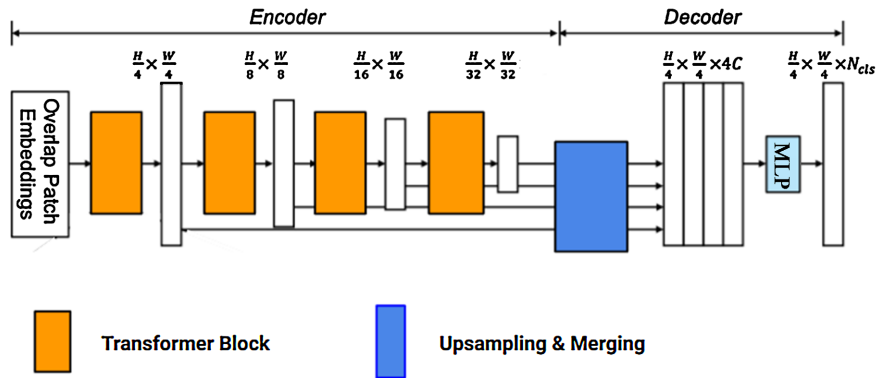 Encoder Decoder
H/4 × W/4 H/8 × W/8 H/16 × W/16 H/32 × W/32 H/4 × W/4 ×4C H/4 × W/4 ×N_cls
Overlap Patch
Embeddings
MLP
Transformer Block Upsampling & Merging